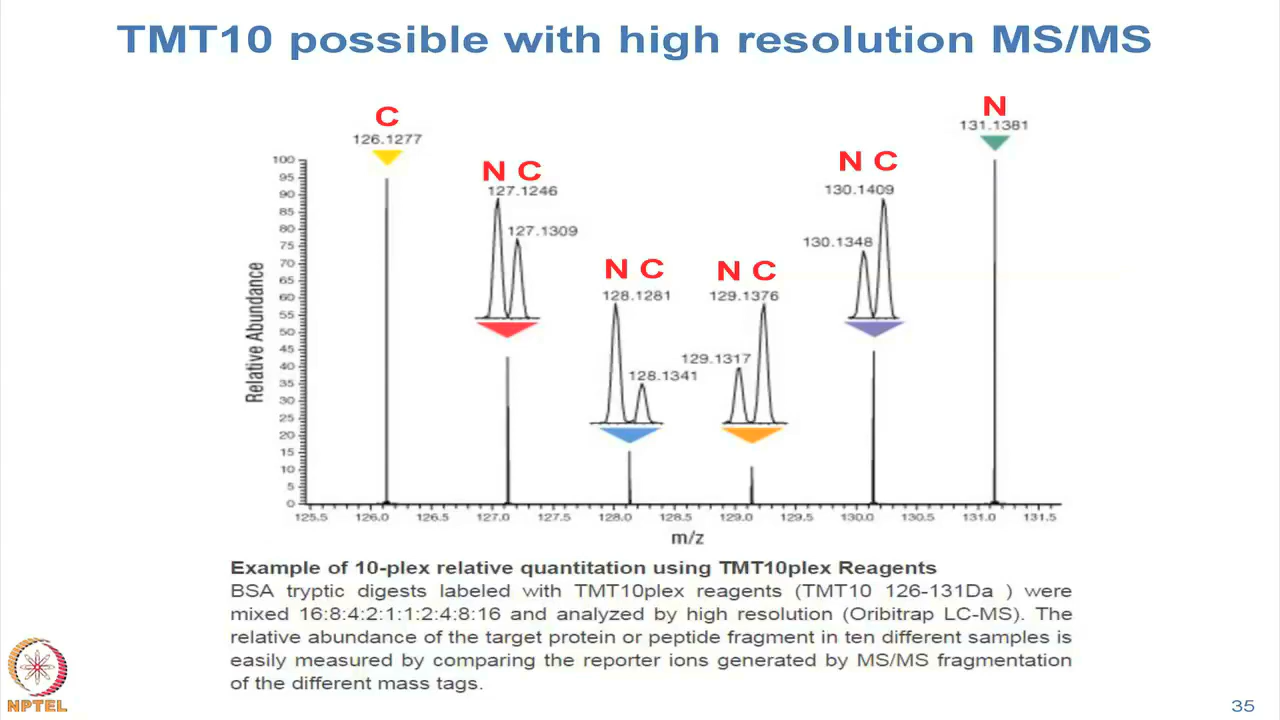 TMT10 possible with high resolution MS/MS
C
126.1277
N
131.1381
N C
127.1246
127.1309
N C
130.1409
130.1348
N C
128.1281
128.1341
N C
129.1376
129.1317
Relative Abundance
100
95
90
85
80
75
70
65
60
55
50
45
40
35
30
25
20
15
10
5
0
125.5 126.0 126.5 127.0 127.5 128.0 128.5 129.0 129.5 130.0 130.5 131.0 131.5
m/z
Example of 10-plex relative quantitation using TMT10plex Reagents
BSA tryptic digests labeled with TMT10plex reagents (TMT10 126-131Da ) were
mixed 16:8:4:2:1:1:2:4:8:16 and analyzed by high resolution (Oribitrap LC-MS). The
relative abundance of the target protein or peptide fragment in ten different samples is
easily measured by comparing the reporter ions generated by MS/MS fragmentation
of the different mass tags.
NPTEL
35